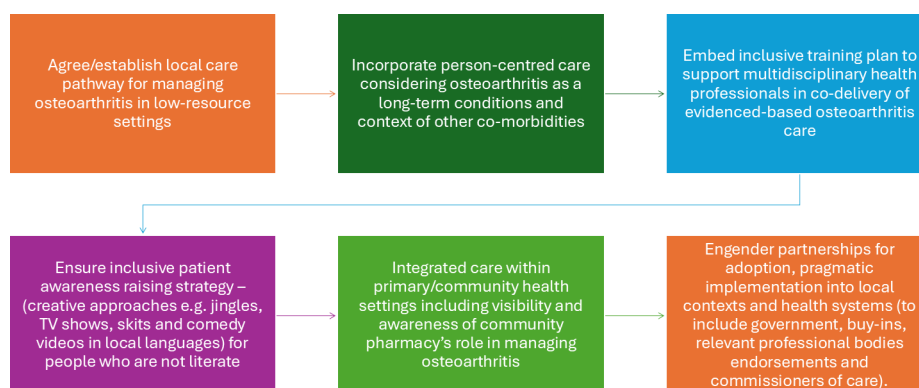 Agree/establish local care
pathway for managing
osteoarthritis in low-resource
settings
Incorporate person-centred care
considering osteoarthritis as a
long-term conditions and
context of other co-morbidities
Embed inclusive training plan to
support multidisciplinary health
professionals in co-delivery of
evidenced-based osteoarthritis
care
Ensure inclusive patient
awareness raising strategy –
(creative approaches e.g. jingles,
TV shows, skits and comedy
videos in local languages) for
people who are not literate
Integrated care within
primary/community health
settings including visibility and
awareness of community
pharmacy's role in managing
osteoarthritis
Engender partnerships for
adoption, pragmatic
implementation into local
contexts and health systems (to
include government, buy-ins,
relevant professional bodies
endorsements and
commissioners of care).